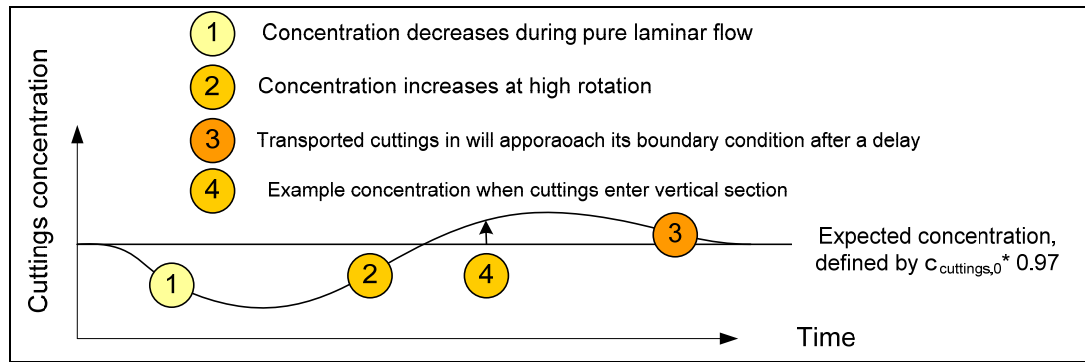 1 Concentration decreases during pure laminar flow
2 Concentration increases at high rotation
3 Transported cuttings in will apporaoach its boundary condition after a delay
4 Example concentration when cuttings enter vertical section
Cuttings concentration
1
2
4
3
Expected concentration,
defined by c cuttings,0* 0.97
Time